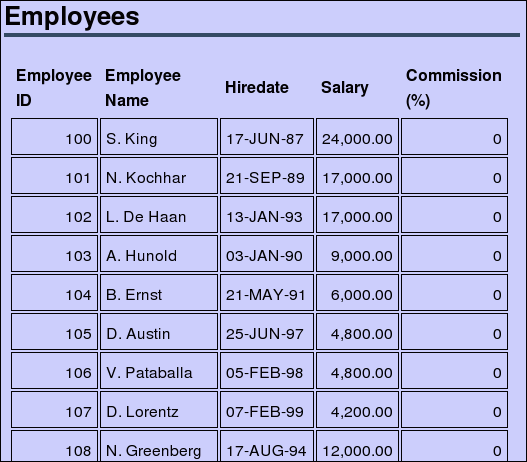 Employees
Employee ID Employee Name Hiredate Salary Commission (%)
100 S. King 17-JUN-87 24,000.00 0
101 N. Kochhar 21-SEP-89 17,000.00 0
102 L. De Haan 13-JAN-93 17,000.00 0
103 A. Hunold 03-JAN-90 9,000.00 0
104 B. Ernst 21-MAY-91 6,000.00 0
105 D. Austin 25-JUN-97 4,800.00 0
106 V. Pataballa 05-FEB-98 4,800.00 0
107 D. Lorentz 07-FEB-99 4,200.00 0
108 N. Greenberg 17-AUG-94 12,000.00 0